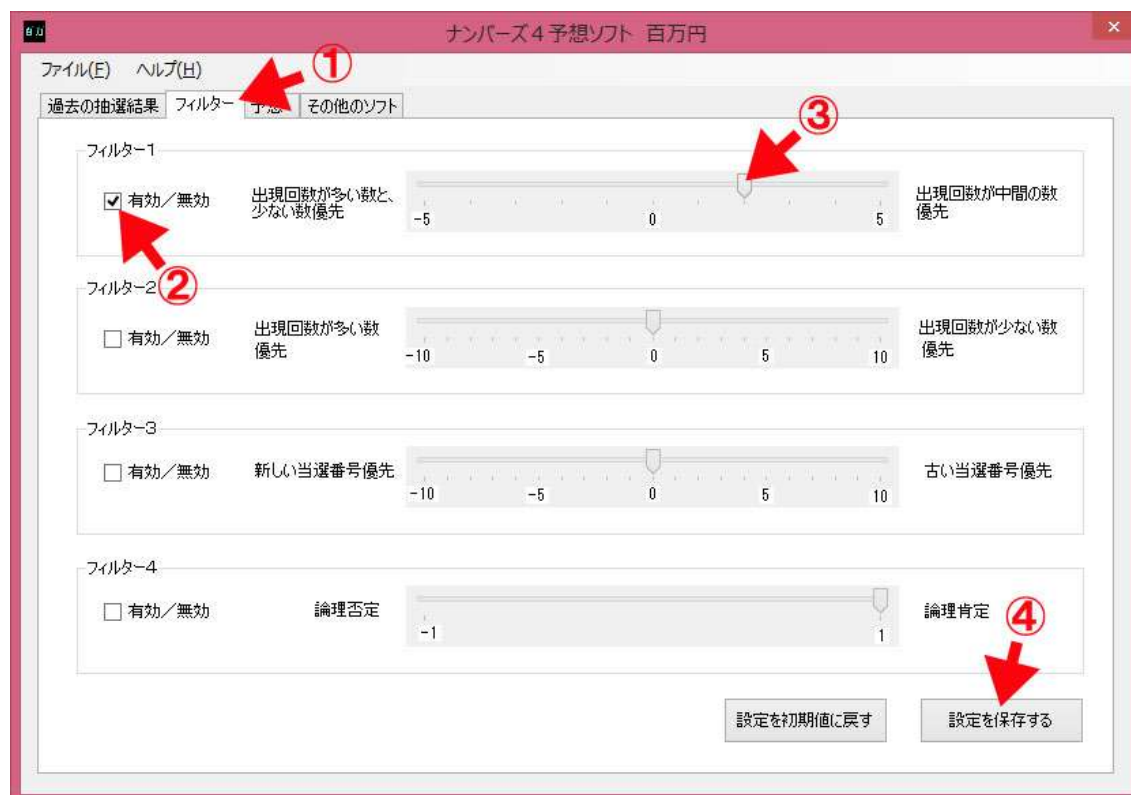 ナンバーズ4予想ソフト 百万円
ファイル(F) ヘルプ(H)
①
過去の抽選結果 フィルター 予想 その他のソフト
③
フィルター1
有効/無効
出現回数が多い数と、
少ない数優先
-5 0 5
出現回数が中間の数
優先
②
フィルター2
有効/無効
出現回数が多い数
優先
-10 -5 0 5 10
出現回数が少ない数
優先
フィルター3
有効/無効 新しい当選番号優先
-10 -5 0 5 10
古い当選番号優先
フィルター4
有効/無効 論理否定
-1 1
論理肯定
④
設定を初期値に戻す 設定を保存する